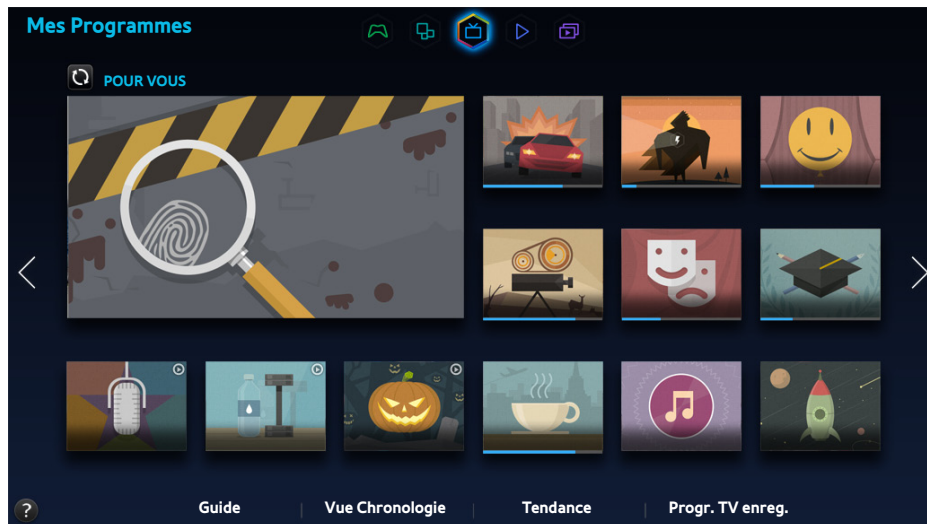 Mes Programmes
POUR VOUS
?
Guide
Vue Chronologie
Tendance
Progr. TV enreg.